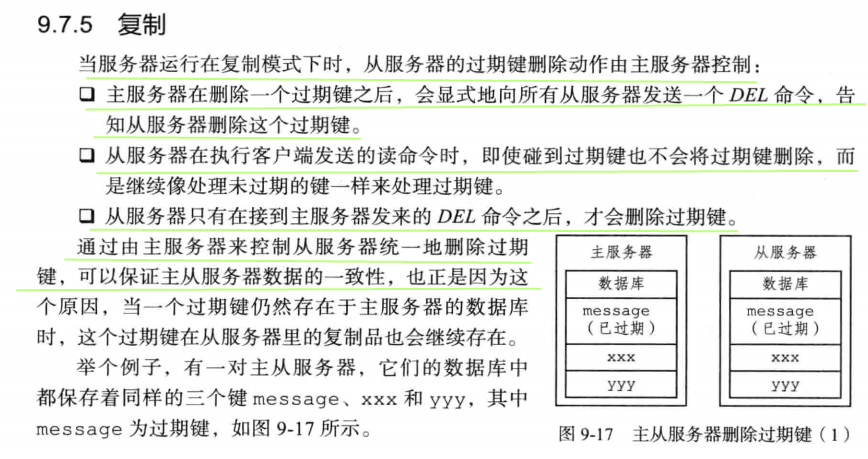 9.7.5 复制
当服务器运行在复制模式下时，从服务器的过期键删除动作由主服务器控制：
❑ 主服务器在删除一个过期键之后，会显式地向所有从服务器发送一个 DEL 命令，告
知从服务器删除这个过期键。
❑ 从服务器在执行客户端发送的读命令时，即使碰到过期键也不会将过期键删除，而
是继续像处理未过期的键一样来处理过期键。
❑ 从服务器只有在接到主服务器发来的 DEL 命令之后，才会删除过期键。
通过由主服务器来控制从服务器统一地删除过期
键，可以保证主从服务器数据的一致性，也正是因为这
个原因，当一个过期键仍然存在于主服务器的数据库
时，这个过期键在从服务器里的复制品也会继续存在。
举个例子，有一对主从服务器，它们的数据库中
都保存着同样的三个键 message、xxx 和 yyy，其中
message 为过期键，如图 9-17 所示。
主服务器
数据库
message
（已过期）
xxx
yyy
从服务器
数据库
message
（已过期）
xxx
yyy
图 9-17 主从服务器删除过期键（1）